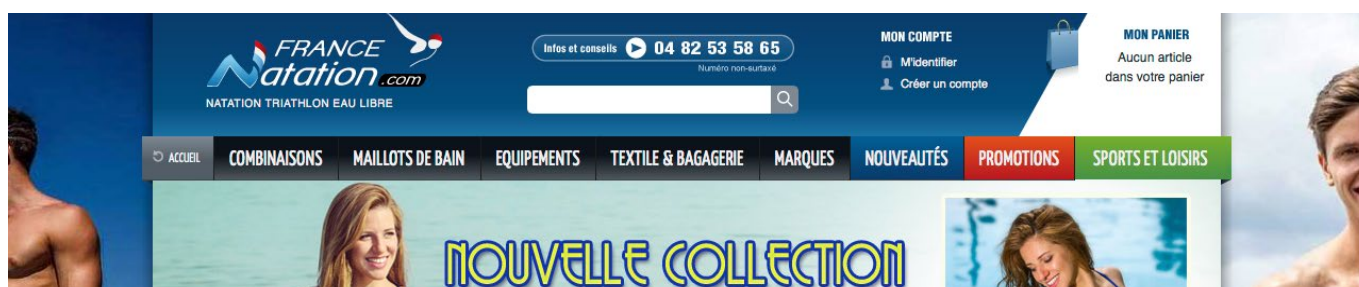 FRANCE
Natation.com
NATATION TRIATHLON EAU LIBRE
Infos et conseils 04 82 53 58 65
Numéro non-surtaxé
MON COMPTE
M'identifier
Créer un compte
MON PANIER
Aucun article
dans votre panier
ACCUEIL COMBINAISONS MAILLOTS DE BAIN EQUIPEMENTS TEXTILE & BAGAGERIE MARQUES NOUVEAUTÉS PROMOTIONS SPORTS ET LOISIRS
NOUVELLE COLLECTION